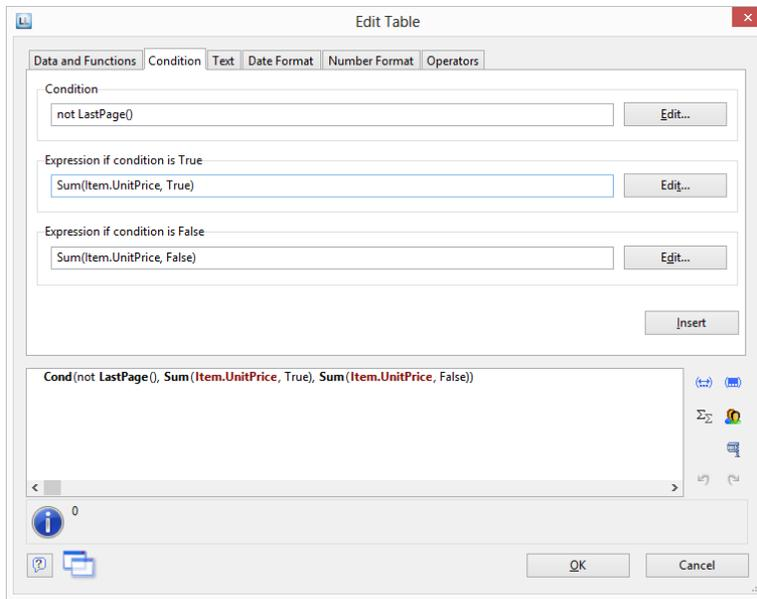 LL
Edit Table
Data and Functions Condition Text Date Format Number Format Operators
Condition
not LastPage()
Edit...
Expression if condition is True
Sum(Item.UnitPrice, True)
Edit...
Expression if condition is False
Sum(Item.UnitPrice, False)
Edit...
Insert
Cond(not LastPage(), Sum(Item.UnitPrice, True), Sum(Item.UnitPrice, False))
ΣΣ
0
OK Cancel